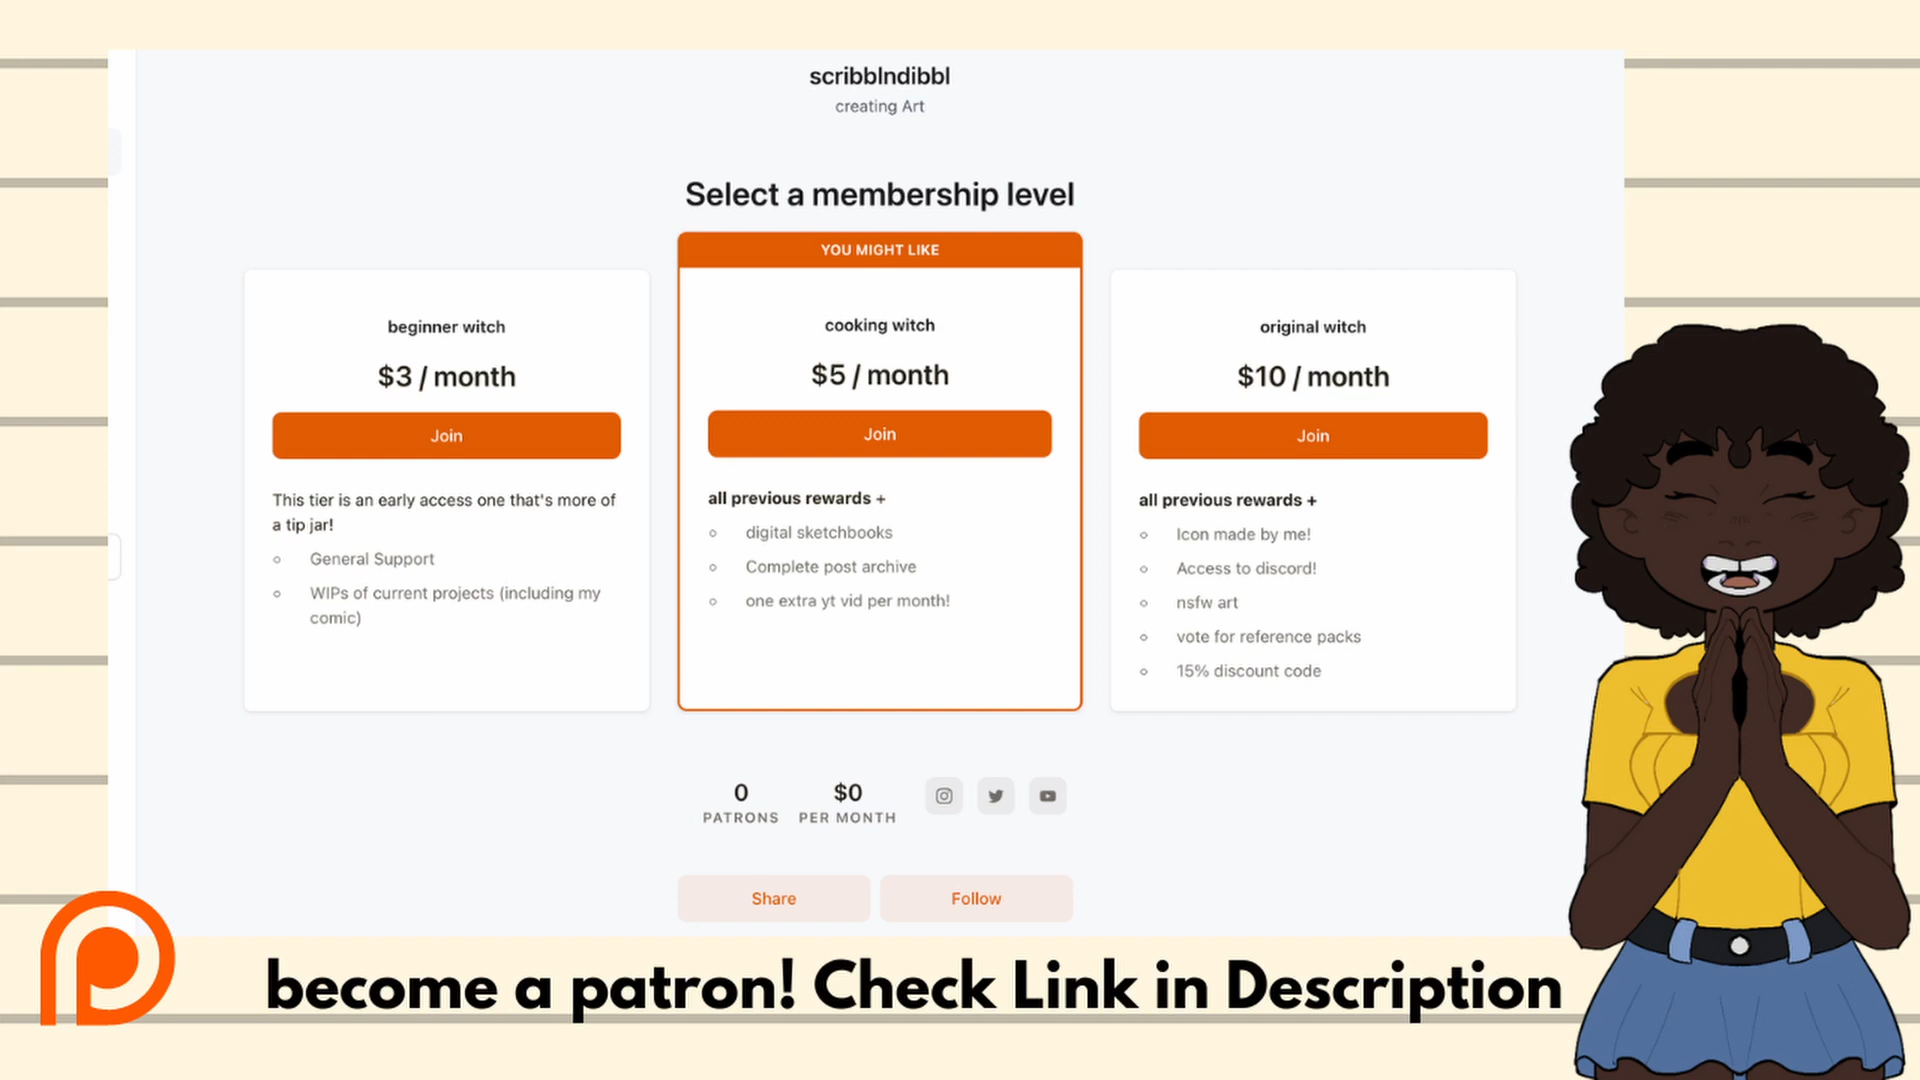 scribblndibbl
creating Art
Select a membership level
YOU MIGHT LIKE
beginner witch
$3 / month
Join
This tier is an early access one that's more of
a tip jar!
General Support
WIPs of current projects (including my
comic)
cooking witch
$5 / month
Join
all previous rewards +
digital sketchbooks
Complete post archive
one extra yt vid per month!
original witch
$10 / month
Join
all previous rewards +
Icon made by me!
Access to discord!
nsfw art
vote for reference packs
15% discount code
0
PATRONS
$0
PER MONTH
Share
Follow
become a patron! Check Link in Description